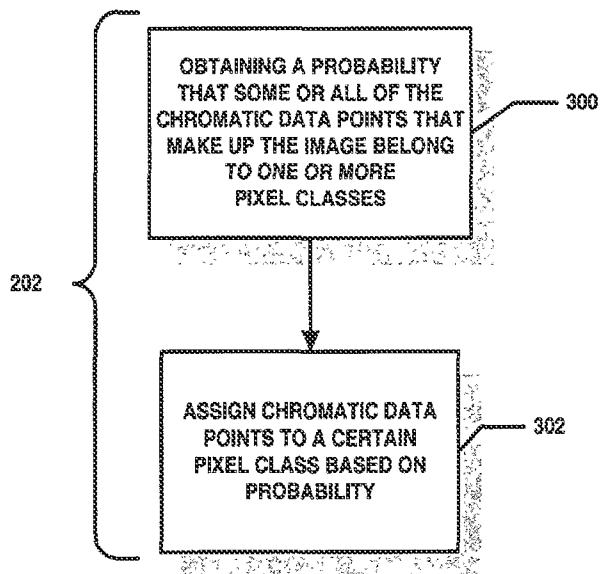 OBTAINING A PROBABILITY
THAT SOME OR ALL OF THE
CHROMATIC DATA POINTS THAT
MAKE UP THE IMAGE BELONG
TO ONE OR MORE
PIXEL CLASSES
300
202
ASSIGN CHROMATIC DATA
POINTS TO A CERTAIN
PIXEL CLASS BASED ON
PROBABILITY
302